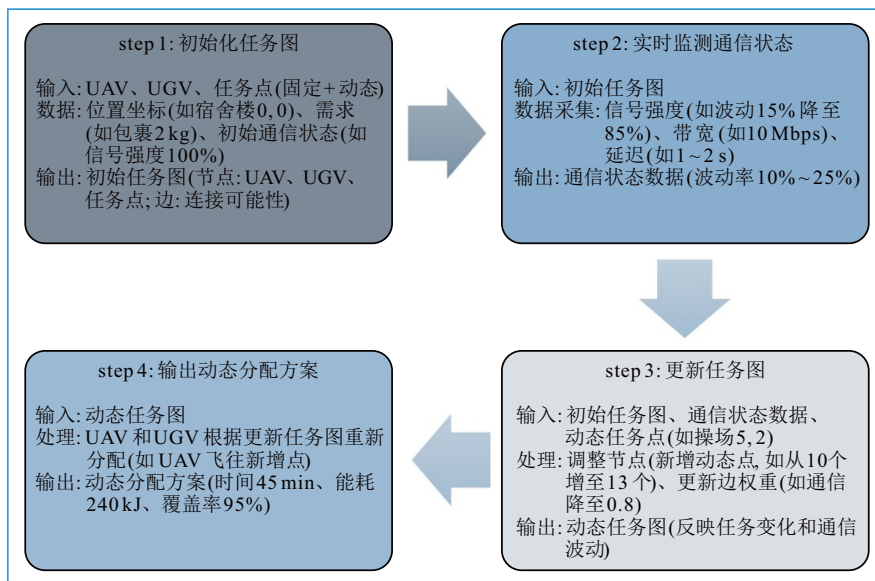 step 1: 初始化任务图
输入: UAV、UGV、任务点(固定+动态)
数据: 位置坐标(如宿舍楼0, 0)、需求
(如包裹2 kg)、初始通信状态(如
信号强度100%)
输出: 初始任务图(节点: UAV、UGV、
任务点; 边: 连接可能性)
step 2: 实时监测通信状态
输入: 初始任务图
数据采集: 信号强度(如波动15% 降至
85%)、带宽(如10 Mbps)、
延迟(如1~2 s)
输出: 通信状态数据(波动率10%~25%)
step 3: 更新任务图
输入: 初始任务图、通信状态数据、
动态任务点(如操场5, 2)
处理: 调整节点(新增动态点, 如从10个
增至13 个)、更新边权重(如通信
降至0.8)
输出: 动态任务图(反映任务变化和通信
波动)
step 4: 输出动态分配方案
输入: 动态任务图
处理: UAV 和UGV 根据更新任务图重新
分配(如 UAV 飞往新增点)
输出: 动态分配方案(时间45 min、能耗
240 kJ、覆盖率95%)